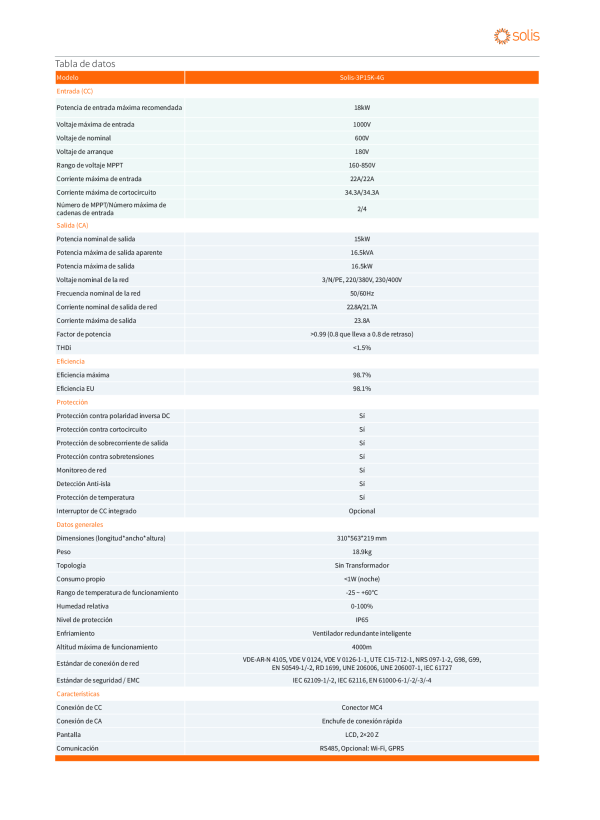 solis
Tabla de datos
Modelo Solis-3P15K-4G
Entrada (CC)
Potencia de entrada máxima recomendada 18kW
Voltaje máxima de entrada 1000V
Voltaje de nominal 600V
Voltaje de arranque 180V
Rango de voltaje MPPT 160-850V
Corriente máxima de entrada 22A/22A
Corriente máxima de cortocircuito 34.3A/34.3A
Número de MPPT/Número máxima de
cadenas de entrada 2/4
Salida (CA)
Potencia nominal de salida 15kW
Potencia máxima de salida aparente 16.5kVA
Potencia máxima de salida 16.5kW
Voltaje nominal de la red 3/N/PE, 220/380V, 230/400V
Frecuencia nominal de la red 50/60Hz
Corriente nominal de salida de red 22.8A/21.7A
Corriente máxima de salida 23.8A
Factor de potencia >0.99 (0.8 que lleva a 0.8 de retraso)
THDi <1.5%
Eficiencia
Eficiencia máxima 98.7%
Eficiencia EU 98.1%
Protección
Protección contra polaridad inversa DC Sí
Protección contra cortocircuito Sí
Protección de sobrecorriente de salida Sí
Protección contra sobretensiones Sí
Monitoreo de red Sí
Detección Anti-isla Sí
Protección de temperatura Sí
Interruptor de CC integrado Opcional
Datos generales
Dimensiones (longitud*ancho*altura) 310*563*219 mm
Peso 18.9kg
Topología Sin Transformador
Consumo propio <1W (noche)
Rango de temperatura de funcionamiento -25 ~ +60°C
Humedad relativa 0-100%
Nivel de protección IP65
Enfriamiento Ventilador redundante inteligente
Altitud máxima de funcionamiento 4000m
Estándar de conexión de red VDE-AR-N 4105, VDE V 0124, VDE V 0126-1-1, UTE C15-712-1, NRS 097-1-2, G98, G99,
EN 50549-1/-2, RD 1699, UNE 206006, UNE 206007-1, IEC 61727
Estándar de seguridad / EMC IEC 62109-1/-2, IEC 62116, EN 61000-6-1/-2/-3/-4
Características
Conexión de CC Conector MC4
Conexión de CA Enchufe de conexión rápida
Pantalla LCD, 2×20 Z
Comunicación RS485, Opcional: Wi-Fi, GPRS